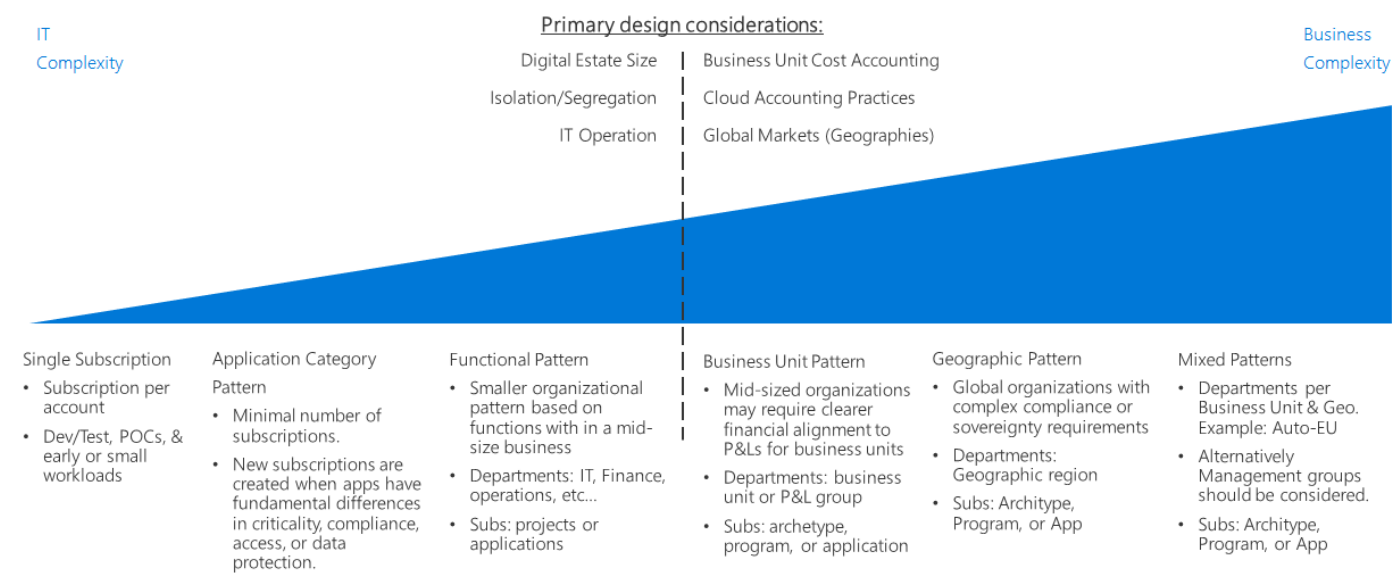 Primary design considerations:
IT
Complexity
Business
Complexity
Digital Estate Size
Isolation/Segregation
IT Operation
Business Unit Cost Accounting
Cloud Accounting Practices
Global Markets (Geographies)
Single Subscription
• Subscription per
account
• Dev/Test, POCs, &
early or small
workloads
Application Category
Pattern
• Minimal number of
subscriptions.
• New subscriptions are
created when apps have
fundamental differences
in criticality, compliance,
access, or data
protection.
Functional Pattern
• Smaller organizational
pattern based on
functions with in a mid-
size business
• Departments: IT, Finance,
operations, etc...
• Subs: projects or
applications
Business Unit Pattern
• Mid-sized organizations
may require clearer
financial alignment to
P&Ls for business units
• Departments: business
unit or P&L group
• Subs: archetype,
program, or application
Geographic Pattern
• Global organizations with
complex compliance or
sovereignty requirements
• Departments:
Geographic region
• Subs: Architype,
Program, or App
Mixed Patterns
• Departments per
Business Unit & Geo.
Example: Auto-EU
• Alternatively
Management groups
should be considered.
• Subs: Architype,
Program, or App